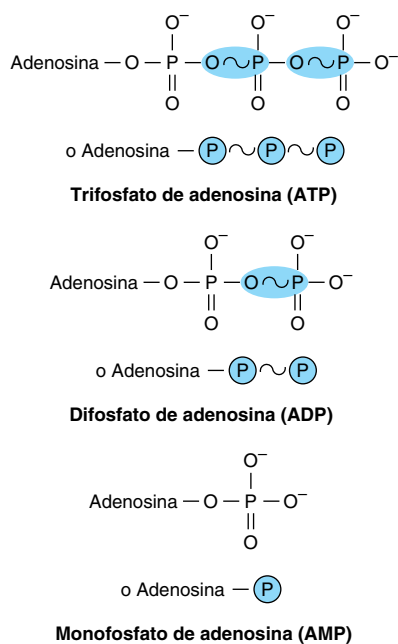 O⁻ O⁻ O⁻
Adenosina — O — P — O ~ P — O ~ P — O⁻
O O O
o Adenosina — P ~ P ~ P
Trifosfato de adenosina (ATP)
O⁻ O⁻
Adenosina — O — P — O ~ P — O⁻
O O
o Adenosina — P ~ P
Difosfato de adenosina (ADP)
O⁻
Adenosina — O — P — O⁻
O
o Adenosina — P
Monofosfato de adenosina (AMP)